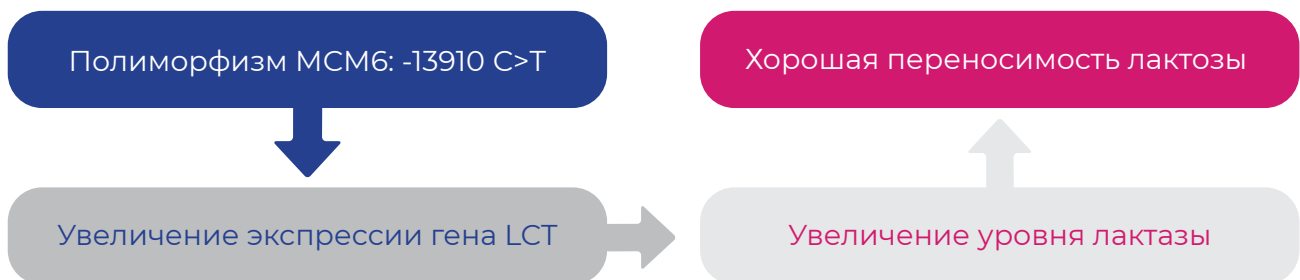 Полиморфизм MCM6: -13910 C>T
Увеличение экспрессии гена LCT
Увеличение уровня лактазы
Хорошая переносимость лактозы